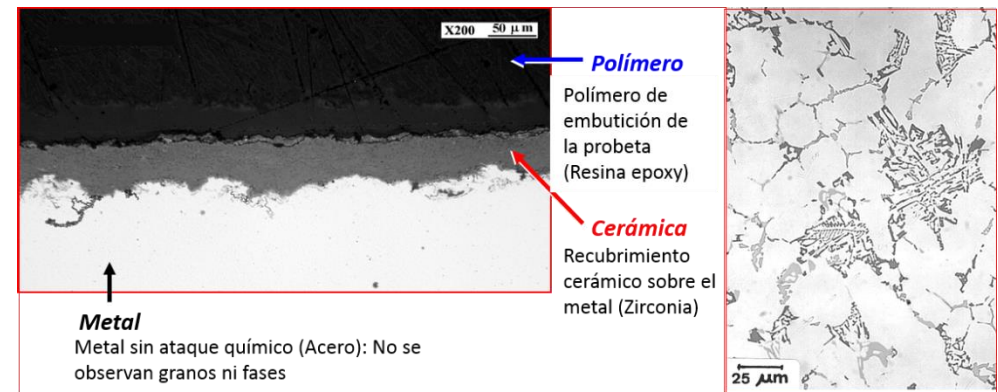 X200 50 μm
Polímero
Polímero de
embutición de
la probeta
(Resina epoxy)
Cerámica
Recubrimiento
cerámico sobre el
metal (Zirconia)
Metal
Metal sin ataque químico (Acero): No se
observan granos ni fases
25 μm